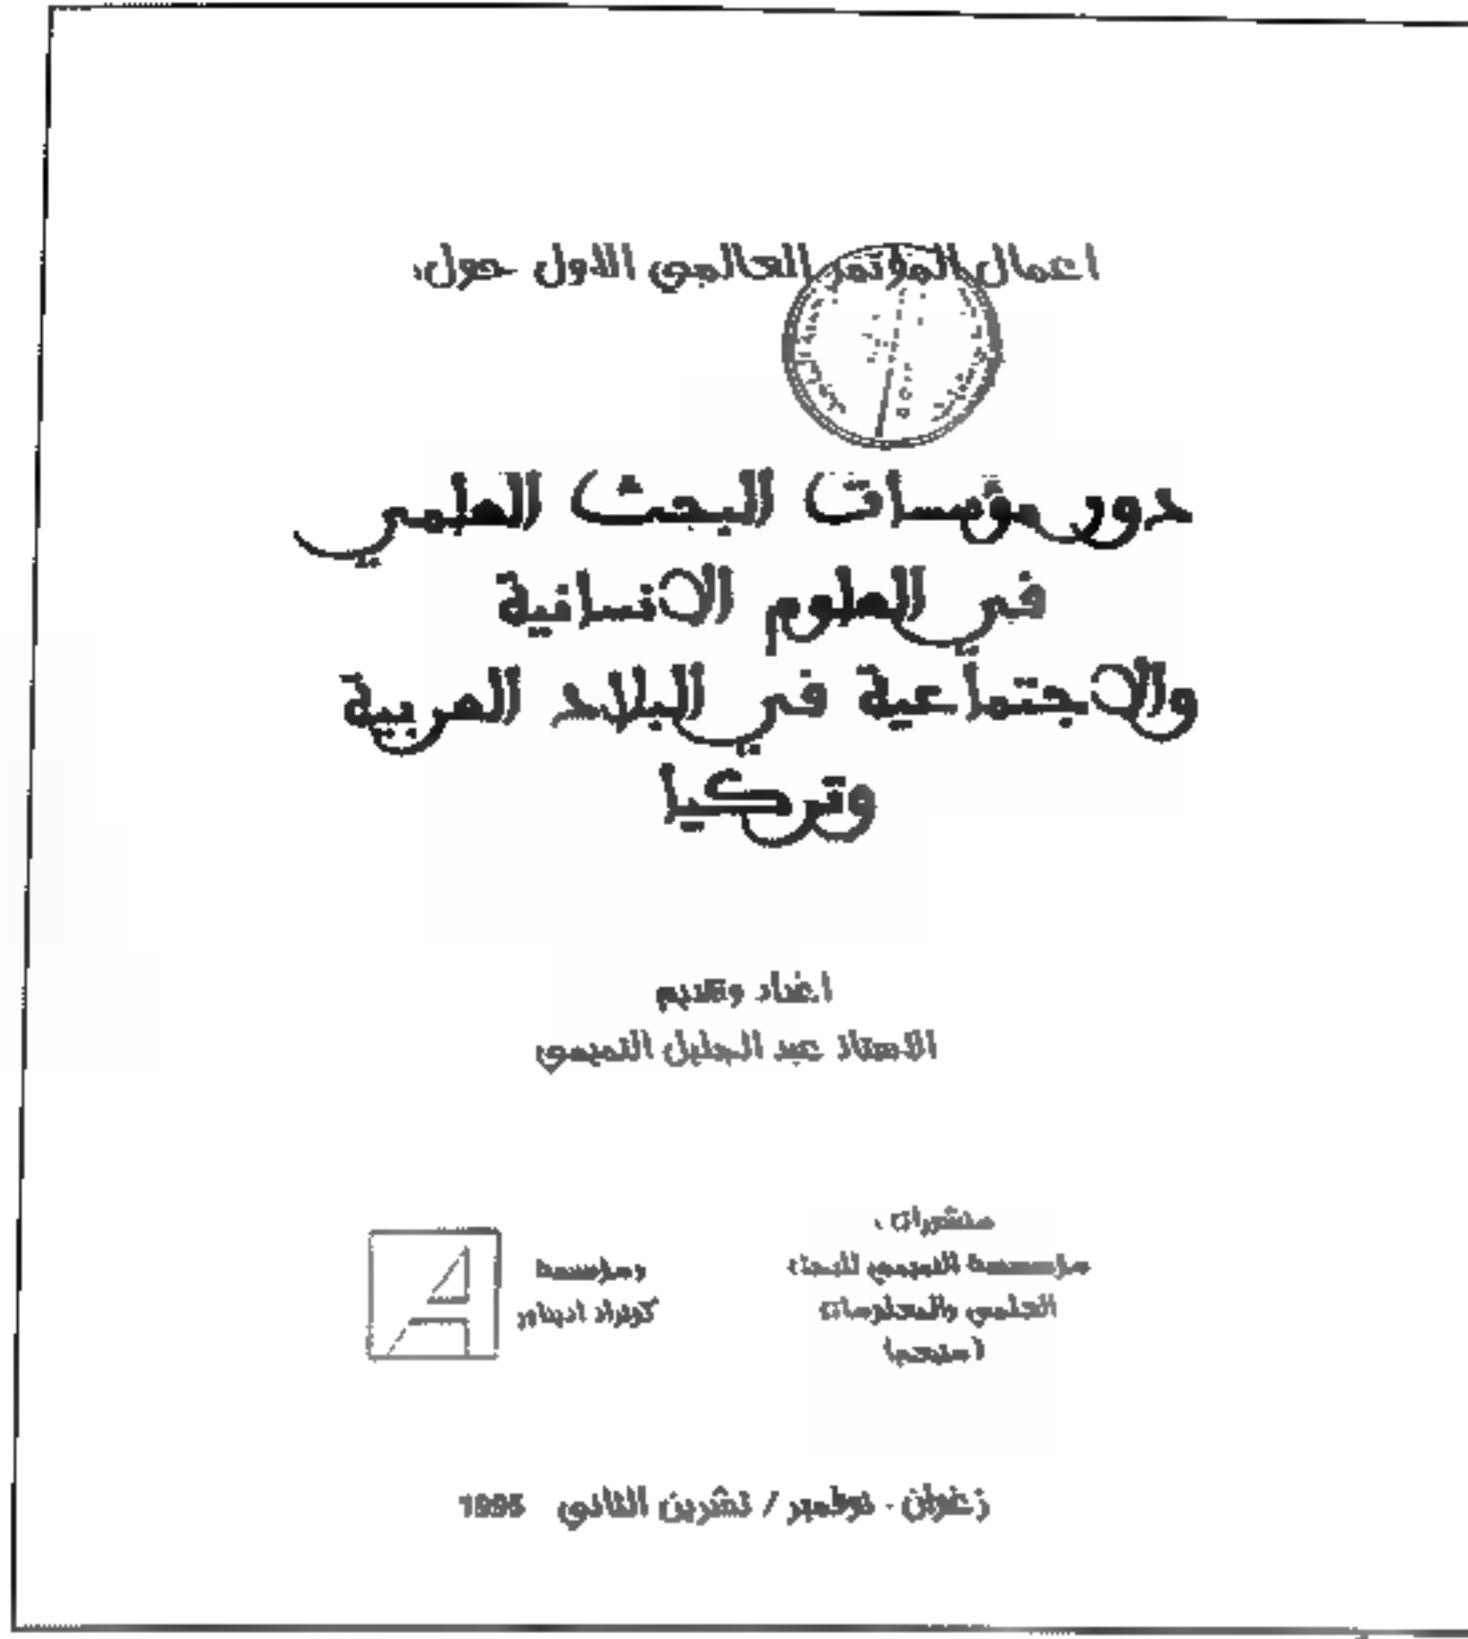 اعمال المؤتمر العالمي الاول حول،
دور مؤسسات البحث العلمي
في العلوم الانسانية
والاجتماعية في البلاد العربية
وتركيا
اعداد وتقديم
الاستاذ عبد الجليل التميمي
منشورات :
مؤسسة التميمي للبحث
العلمي والمعلومات
ومؤسسة
كونراد اديناور
زغوان - نوفمبر / تشرين الثاني 1995